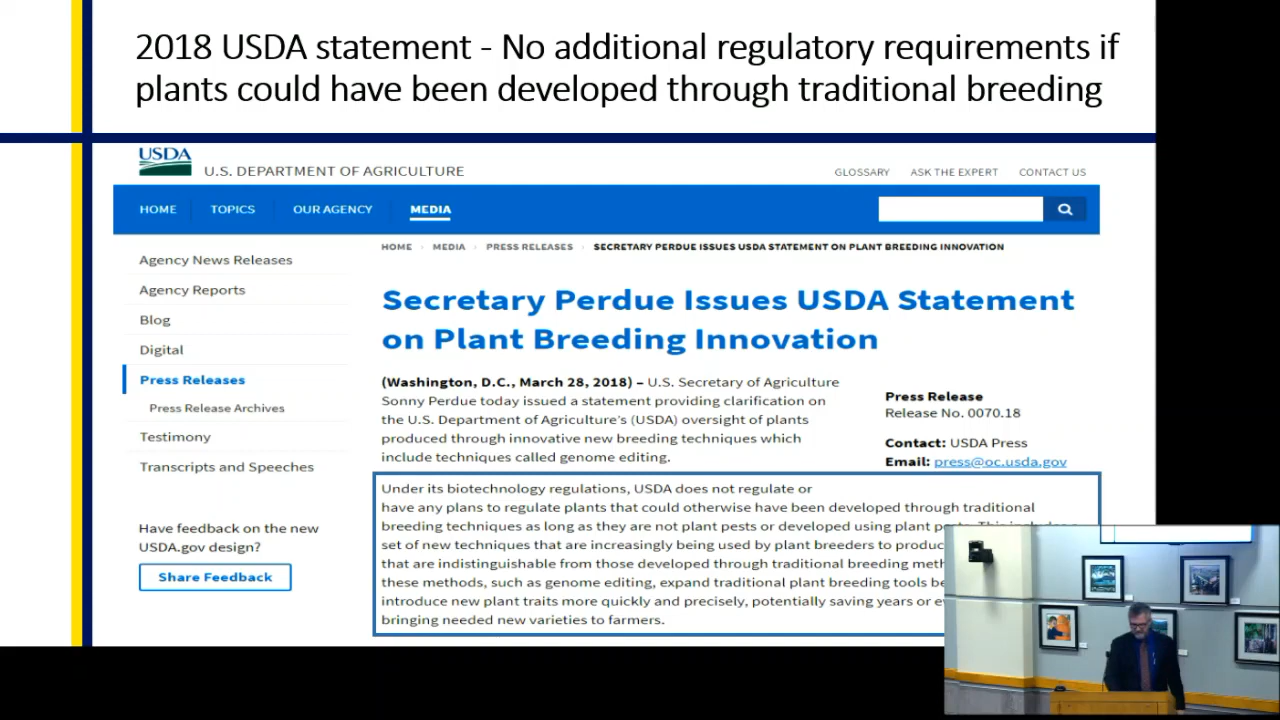 2018 USDA statement - No additional regulatory requirements if
plants could have been developed through traditional breeding
USDA
U.S. DEPARTMENT OF AGRICULTURE
GLOSSARY ASK THE EXPERT CONTACT US
HOME TOPICS OUR AGENCY MEDIA
HOME › MEDIA › PRESS RELEASES › SECRETARY PERDUE ISSUES USDA STATEMENT ON PLANT BREEDING INNOVATION
Agency News Releases
Agency Reports
Blog
Digital
Press Releases
Press Release Archives
Testimony
Transcripts and Speeches
Have feedback on the new
USDA.gov design?
Share Feedback
Secretary Perdue Issues USDA Statement
on Plant Breeding Innovation
(Washington, D.C., March 28, 2018) – U.S. Secretary of Agriculture
Sonny Perdue today issued a statement providing clarification on
the U.S. Department of Agriculture's (USDA) oversight of plants
produced through innovative new breeding techniques which
include techniques called genome editing.
Press Release
Release No. 0070.18
Contact: USDA Press
Email: press@oc.usda.gov
Under its biotechnology regulations, USDA does not regulate or
have any plans to regulate plants that could otherwise have been developed through traditional
breeding techniques as long as they are not plant pests or developed using plant
set of new techniques that are increasingly being used by plant breeders to
that are indistinguishable from those developed through traditional breeding
these methods, such as genome editing, expand traditional plant breeding tools
introduce new plant traits more quickly and precisely, potentially saving years or
bringing needed new varieties to farmers.